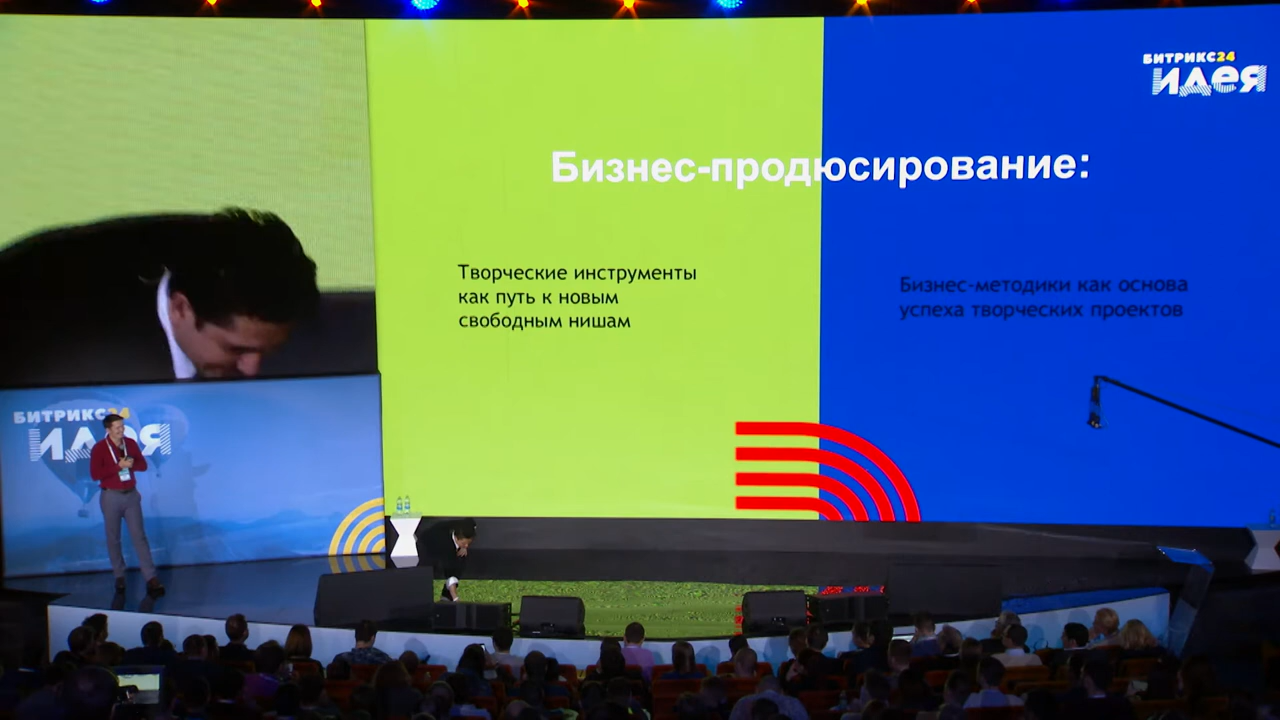 БИТРИКС24
идея
Бизнес-продюсирование:
Творческие инструменты
как путь к новым
свободным нишам
Бизнес-методики как основа
успеха творческих проектов
БИТРИКС24
идея